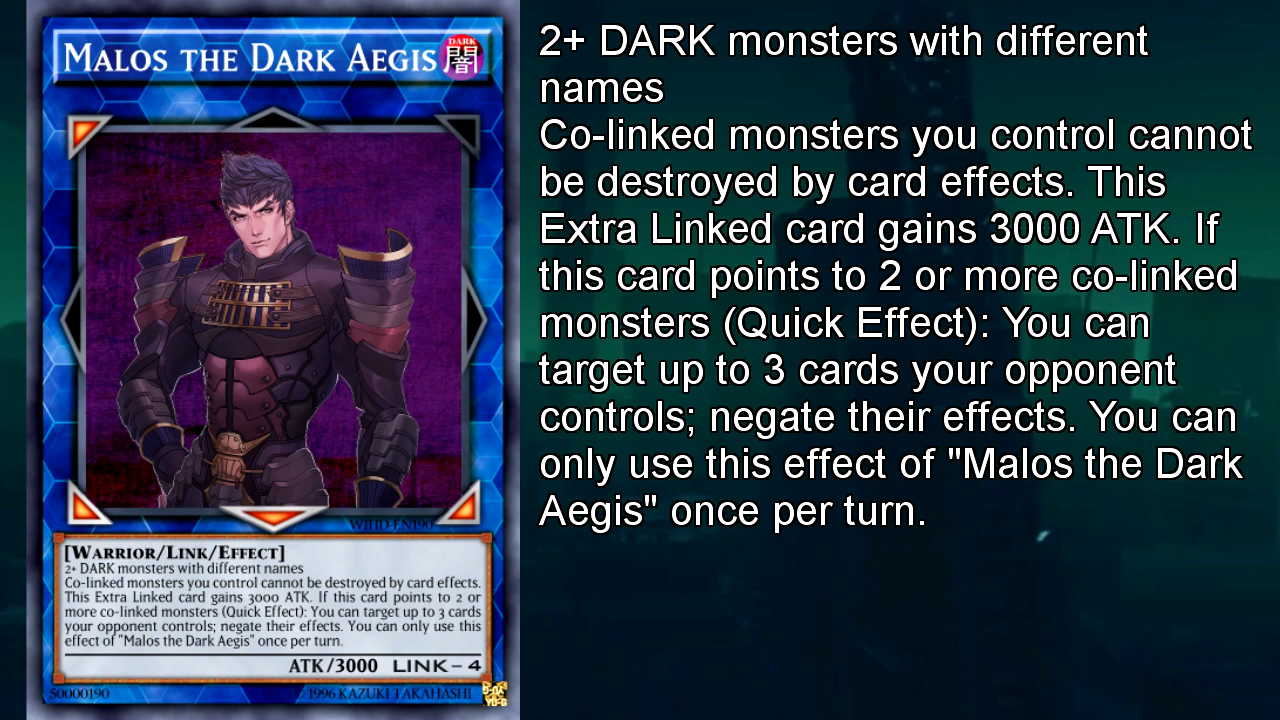 MALOS THE DARK AEGIS
DARK
闇
WIHD-EN190
[WARRIOR/LINK/EFFECT]
2+ DARK monsters with different names
Co-linked monsters you control cannot be destroyed by card effects.
This Extra Linked card gains 3000 ATK. If this card points to 2 or
more co-linked monsters (Quick Effect): You can target up to 3 cards
your opponent controls; negate their effects. You can only use this
effect of "Malos the Dark Aegis" once per turn.
ATK/3000 LINK-4
50000190
© 1996 KAZUKI TAKAHASHI
2+ DARK monsters with different
names
Co-linked monsters you control cannot
be destroyed by card effects. This
Extra Linked card gains 3000 ATK. If
this card points to 2 or more co-linked
monsters (Quick Effect): You can
target up to 3 cards your opponent
controls; negate their effects. You can
only use this effect of "Malos the Dark
Aegis" once per turn.